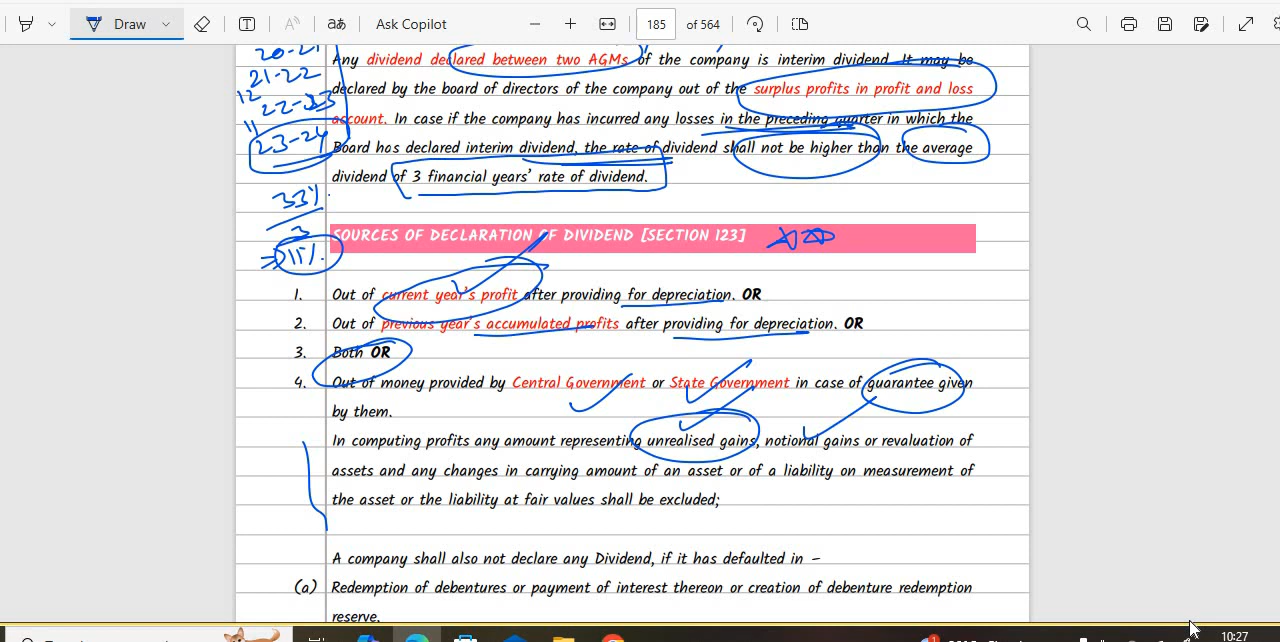 Draw
aあ
Ask Copilot
185 of 564
20-21
Any dividend declared between two AGMs of the company is interim dividend. It may be
21-22
declared by the board of directors of the company out of the surplus profits in profit and loss
12
22-23
account. In case if the company has incurred any losses in the preceding quarter in which the
11
23-24
Board has declared interim dividend, the rate of dividend shall not be higher than the average
dividend of 3 financial years' rate of dividend.
33%
3
SOURCES OF DECLARATION OF DIVIDEND [SECTION 123]
11%
1. Out of current year's profit after providing for depreciation. OR
2. Out of previous year's accumulated profits after providing for depreciation. OR
3. Both OR
4. Out of money provided by Central Government or State Government in case of guarantee given
by them.
In computing profits any amount representing unrealised gains, notional gains or revaluation of
assets and any changes in carrying amount of an asset or of a liability on measurement of
the asset or the liability at fair values shall be excluded;
A company shall also not declare any Dividend, if it has defaulted in –
(a) Redemption of debentures or payment of interest thereon or creation of debenture redemption
reserve.
10:27